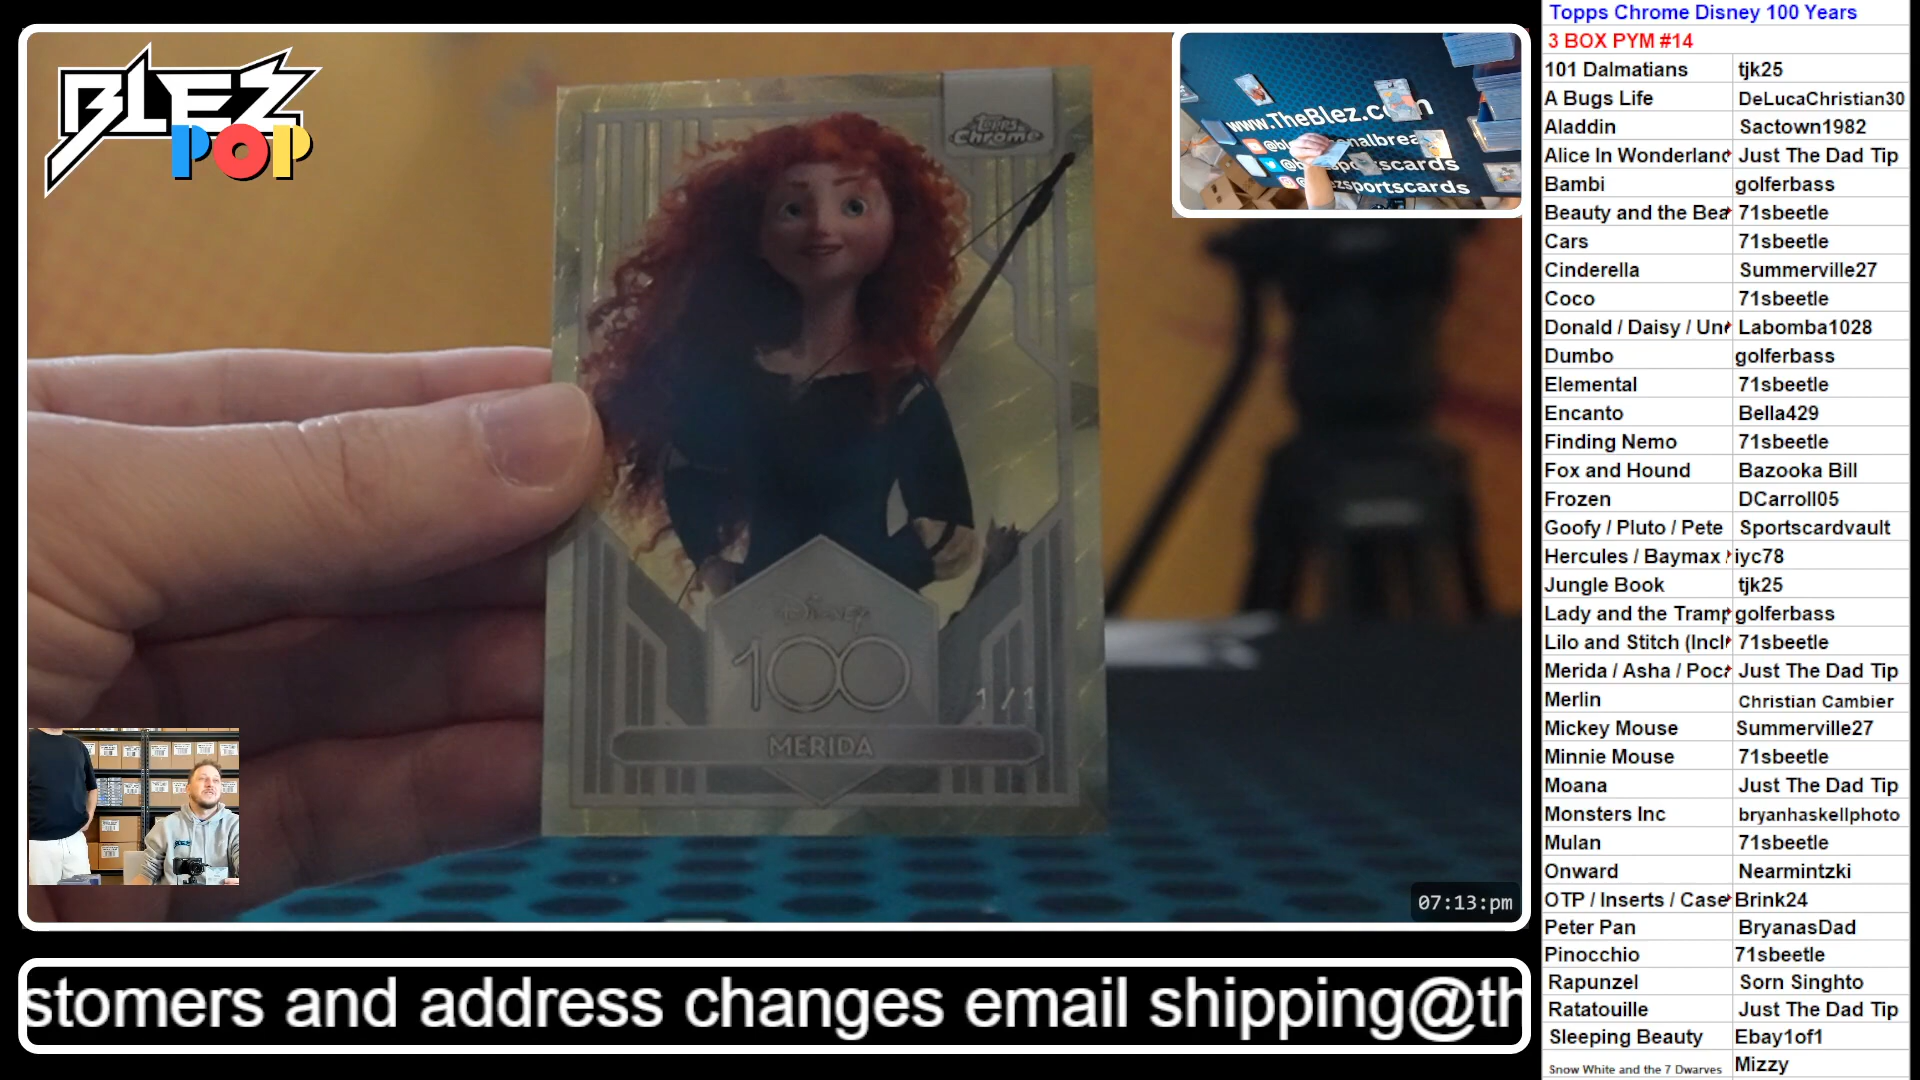 BLEZ
POP
Topps
Chrome
Disney
100
1/1
MERIDA
www.TheBlez.c
07:13:pm
stomers and address changes email shipping@th
Topps Chrome Disney 100 Years
3 BOX PYM #14
101 Dalmatians tjk25
A Bugs Life DeLucaChristian30
Aladdin Sactown1982
Alice In Wonderland Just The Dad Tip
Bambi golferbass
Beauty and the Bea 71sbeetle
Cars 71sbeetle
Cinderella Summerville27
Coco 71sbeetle
Donald / Daisy / Un Labomba1028
Dumbo golferbass
Elemental 71sbeetle
Encanto Bella429
Finding Nemo 71sbeetle
Fox and Hound Bazooka Bill
Frozen DCarroll05
Goofy / Pluto / Pete Sportscardvault
Hercules / Baymax iyc78
Jungle Book tjk25
Lady and the Tramp golferbass
Lilo and Stitch (Incl 71sbeetle
Merida / Asha / Poca Just The Dad Tip
Merlin Christian Cambier
Mickey Mouse Summerville27
Minnie Mouse 71sbeetle
Moana Just The Dad Tip
Monsters Inc bryanhaskellphoto
Mulan 71sbeetle
Onward Nearmintzki
OTP / Inserts / Case Brink24
Peter Pan BryanasDad
Pinocchio 71sbeetle
Rapunzel Sorn Singhto
Ratatouille Just The Dad Tip
Sleeping Beauty Ebay1of1
Snow White and the 7 Dwarves Mizzy